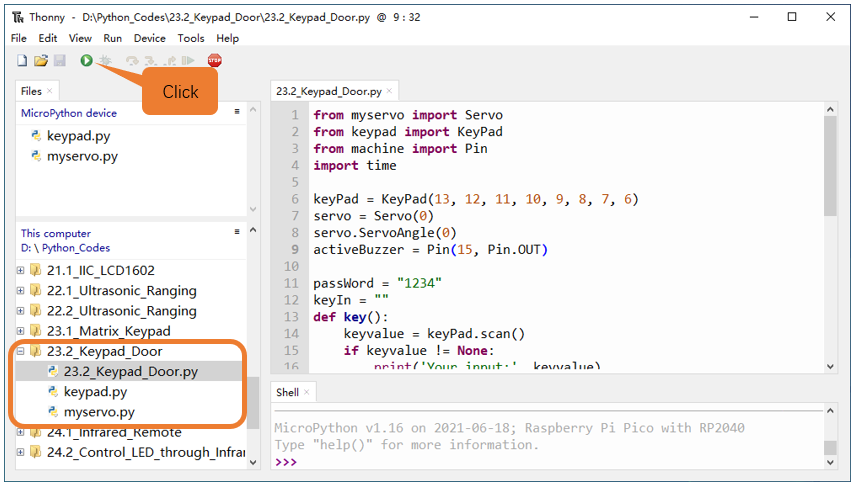 Thonny - D:\Python_Codes\23.2_Keypad_Door\23.2_Keypad_Door.py @ 9 : 32
File Edit View Run Device Tools Help
STOP
Click
Files
MicroPython device
keypad.py
myservo.py
This computer
D: \ Python_Codes
21.1_IIC_LCD1602
22.1_Ultrasonic_Ranging
22.2_Ultrasonic_Ranging
23.1_Matrix_Keypad
23.2_Keypad_Door
23.2_Keypad_Door.py
keypad.py
myservo.py
24.1_Infrared_Remote
24.2_Control_LED_through_Infrar
23.2_Keypad_Door.py
1 from myservo import Servo
2 from keypad import KeyPad
3 from machine import Pin
4 import time
5
6 keyPad = KeyPad(13, 12, 11, 10, 9, 8, 7, 6)
7 servo = Servo(0)
8 servo.ServoAngle(0)
9 activeBuzzer = Pin(15, Pin.OUT)
10
11 passWord = "1234"
12 keyIn = ""
13 def key():
14 keyvalue = keyPad.scan()
15 if keyvalue != None:
16 print('Your input:', keyvalue)
Shell
MicroPython v1.16 on 2021-06-18; Raspberry Pi Pico with RP2040
Type "help()" for more information.
>>>